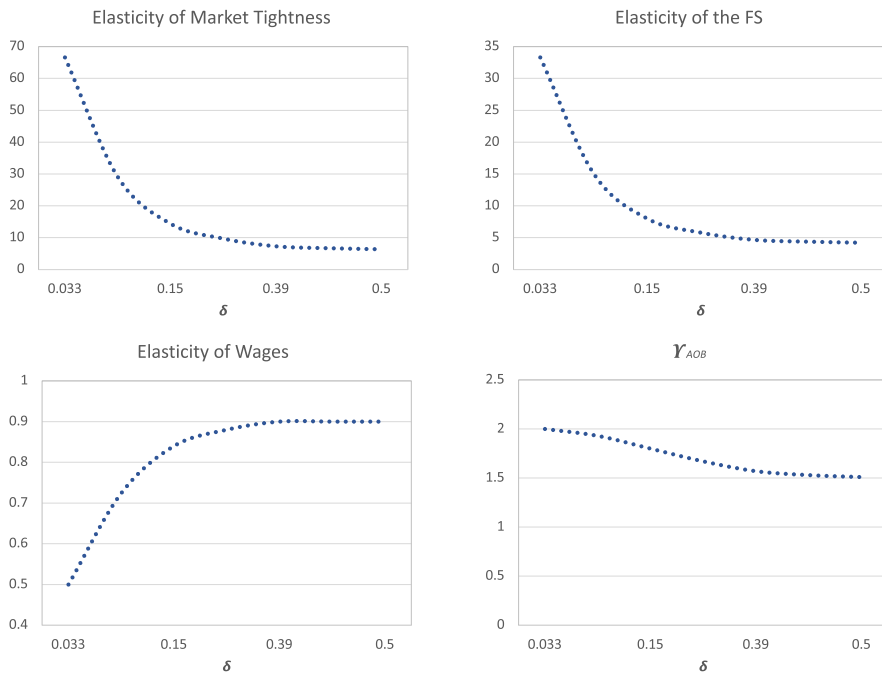 Elasticity of Market Tightness
70
60
50
40
30
20
10
0
0.033 0.15 0.39 0.5
δ
Elasticity of the FS
35
30
25
20
15
10
5
0
0.033 0.15 0.39 0.5
δ
Elasticity of Wages
1
0.9
0.8
0.7
0.6
0.5
0.4
0.033 0.15 0.39 0.5
δ
ϒAOB
2.5
2
1.5
1
0.5
0
0.033 0.15 0.39 0.5
δ